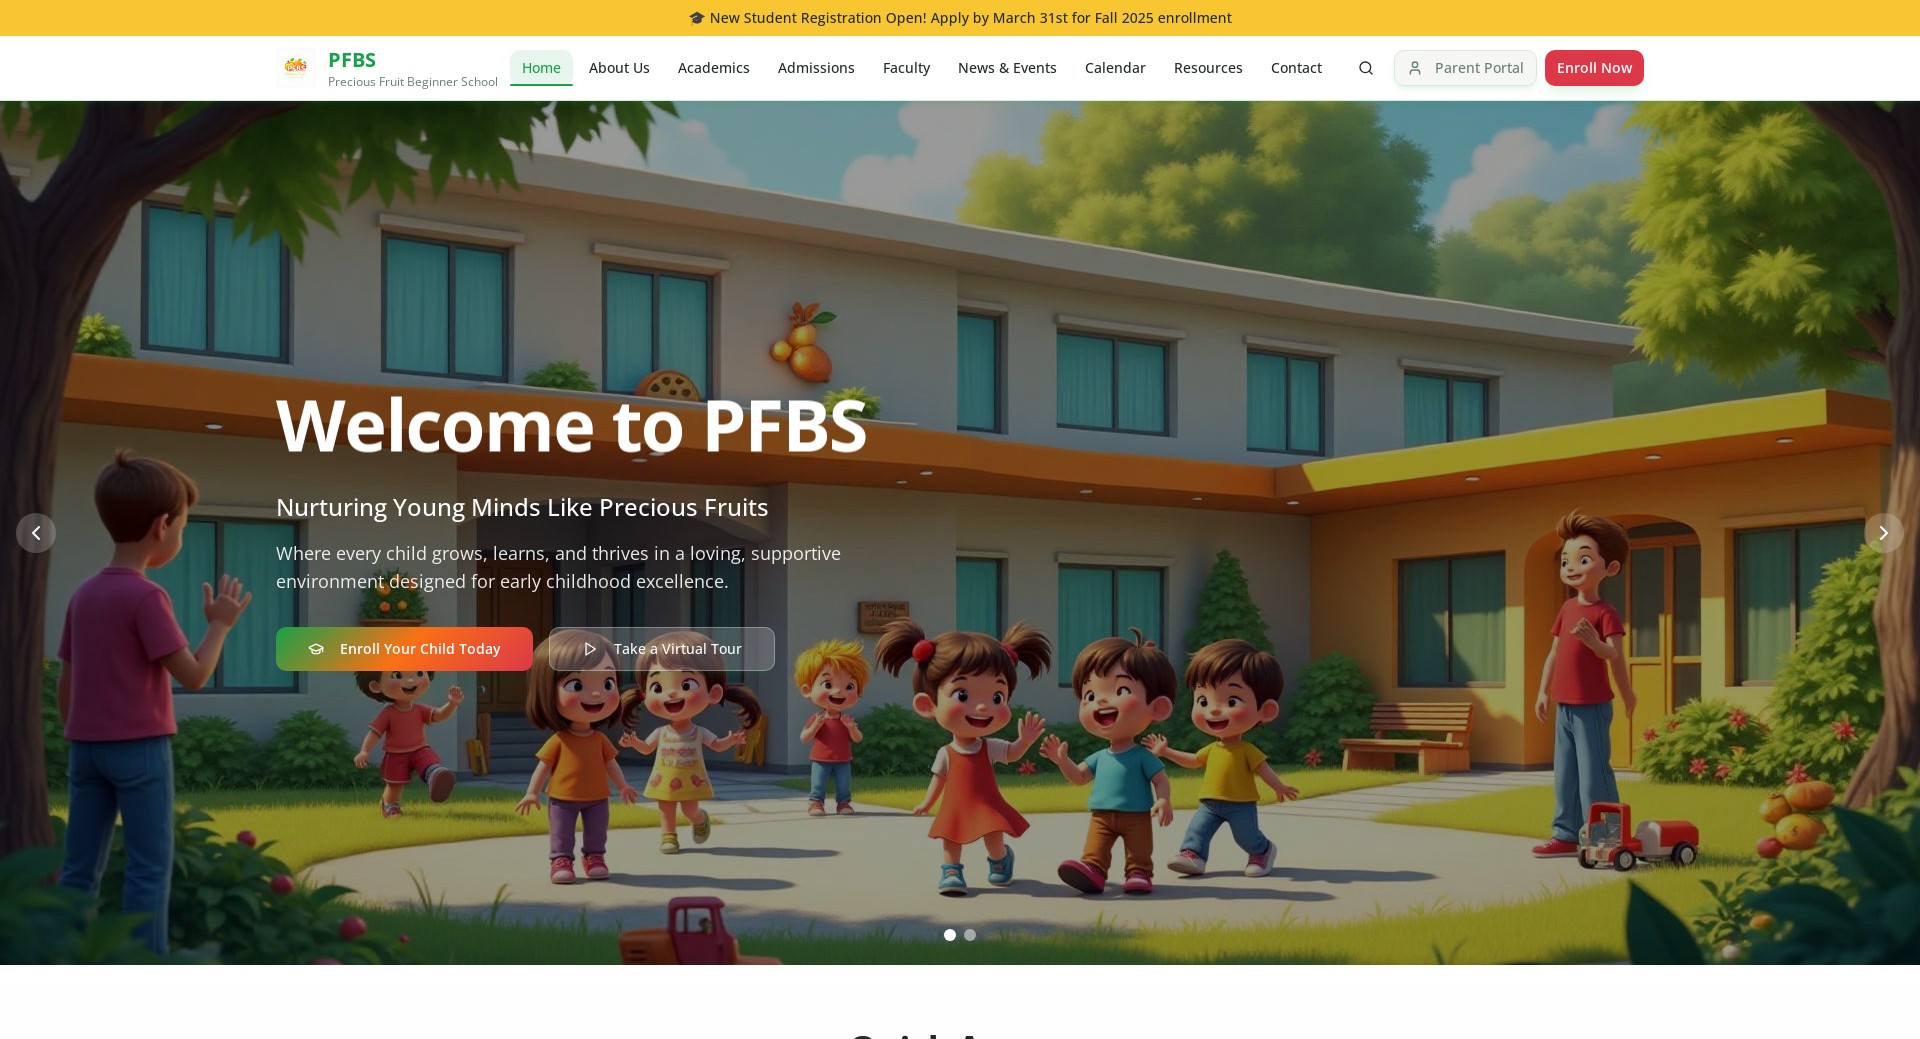 🎓 New Student Registration Open! Apply by March 31st for Fall 2025 enrollment
PFBS
Precious Fruit Beginner School
Home
About Us
Academics
Admissions
Faculty
News & Events
Calendar
Resources
Contact
Parent Portal
Enroll Now
Welcome to PFBS
Nurturing Young Minds Like Precious Fruits
Where every child grows, learns, and thrives in a loving, supportive
environment designed for early childhood excellence.
Enroll Your Child Today
Take a Virtual Tour